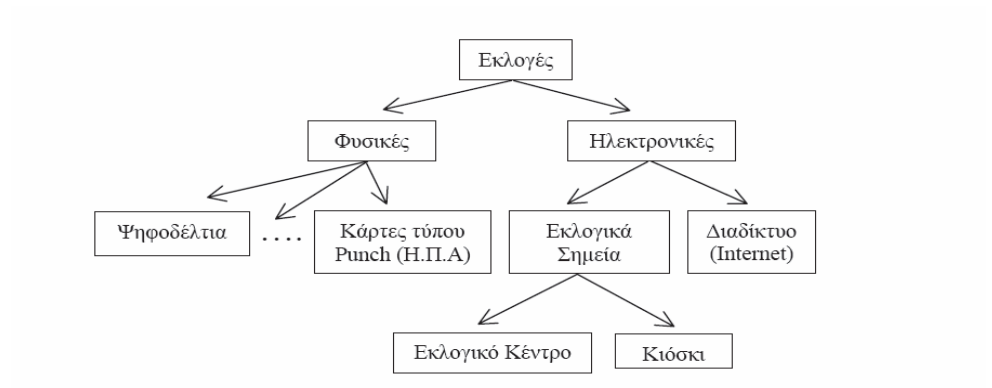 Εκλογές
Φυσικές
Ηλεκτρονικές
Ψηφοδέλτια
....
Κάρτες τύπου
Punch (Η.Π.Α)
Εκλογικά
Σημεία
Διαδίκτυο
(Internet)
Εκλογικό Κέντρο
Κιόσκι